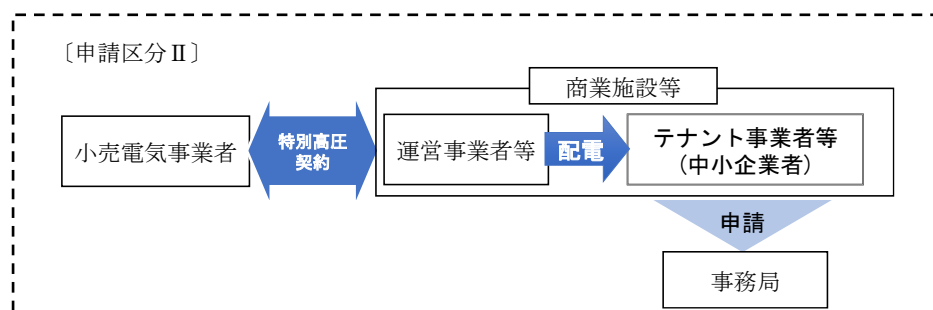 〔申請区分Ⅱ〕
商業施設等
小売電気事業者
特別高圧
契約
運営事業者等
配電
テナント事業者等
(中小企業者)
申請
事務局